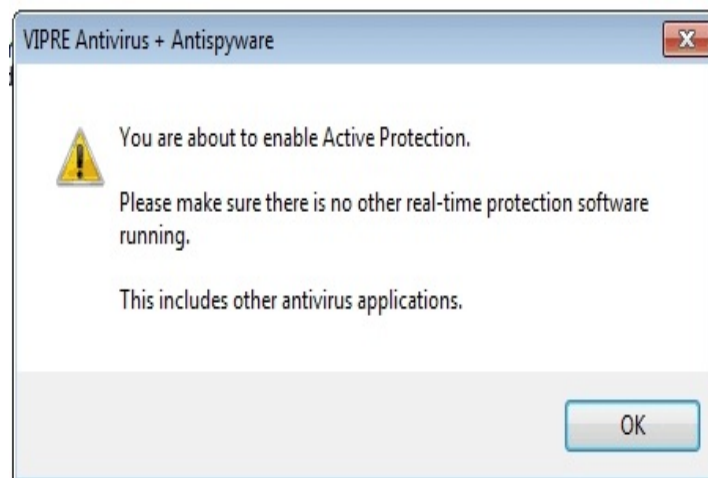 VIPRE Antivirus + Antispyware
You are about to enable Active Protection.
Please make sure there is no other real-time protection software
running.
This includes other antivirus applications.
OK